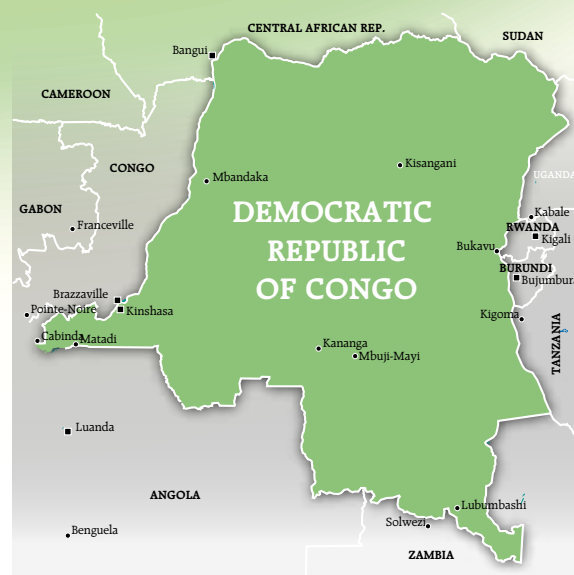 CENTRAL AFRICAN REP.
SUDAN
Bangui
CAMEROON
CONGO
Kisangani
UGANDA
Mbandaka
GABON
Franceville
DEMOCRATIC
REPUBLIC
OF CONGO
Kabale
RWANDA
Kigali
Bukavu
BURUNDI
Bujumbura
Brazzaville
Pointe-Noire
Kinshasa
Kigoma
TANZANIA
Cabinda
Matadi
Kananga
Mbuji-Mayi
Luanda
ANGOLA
Lubumbashi
Solwezi
Benguela
ZAMBIA